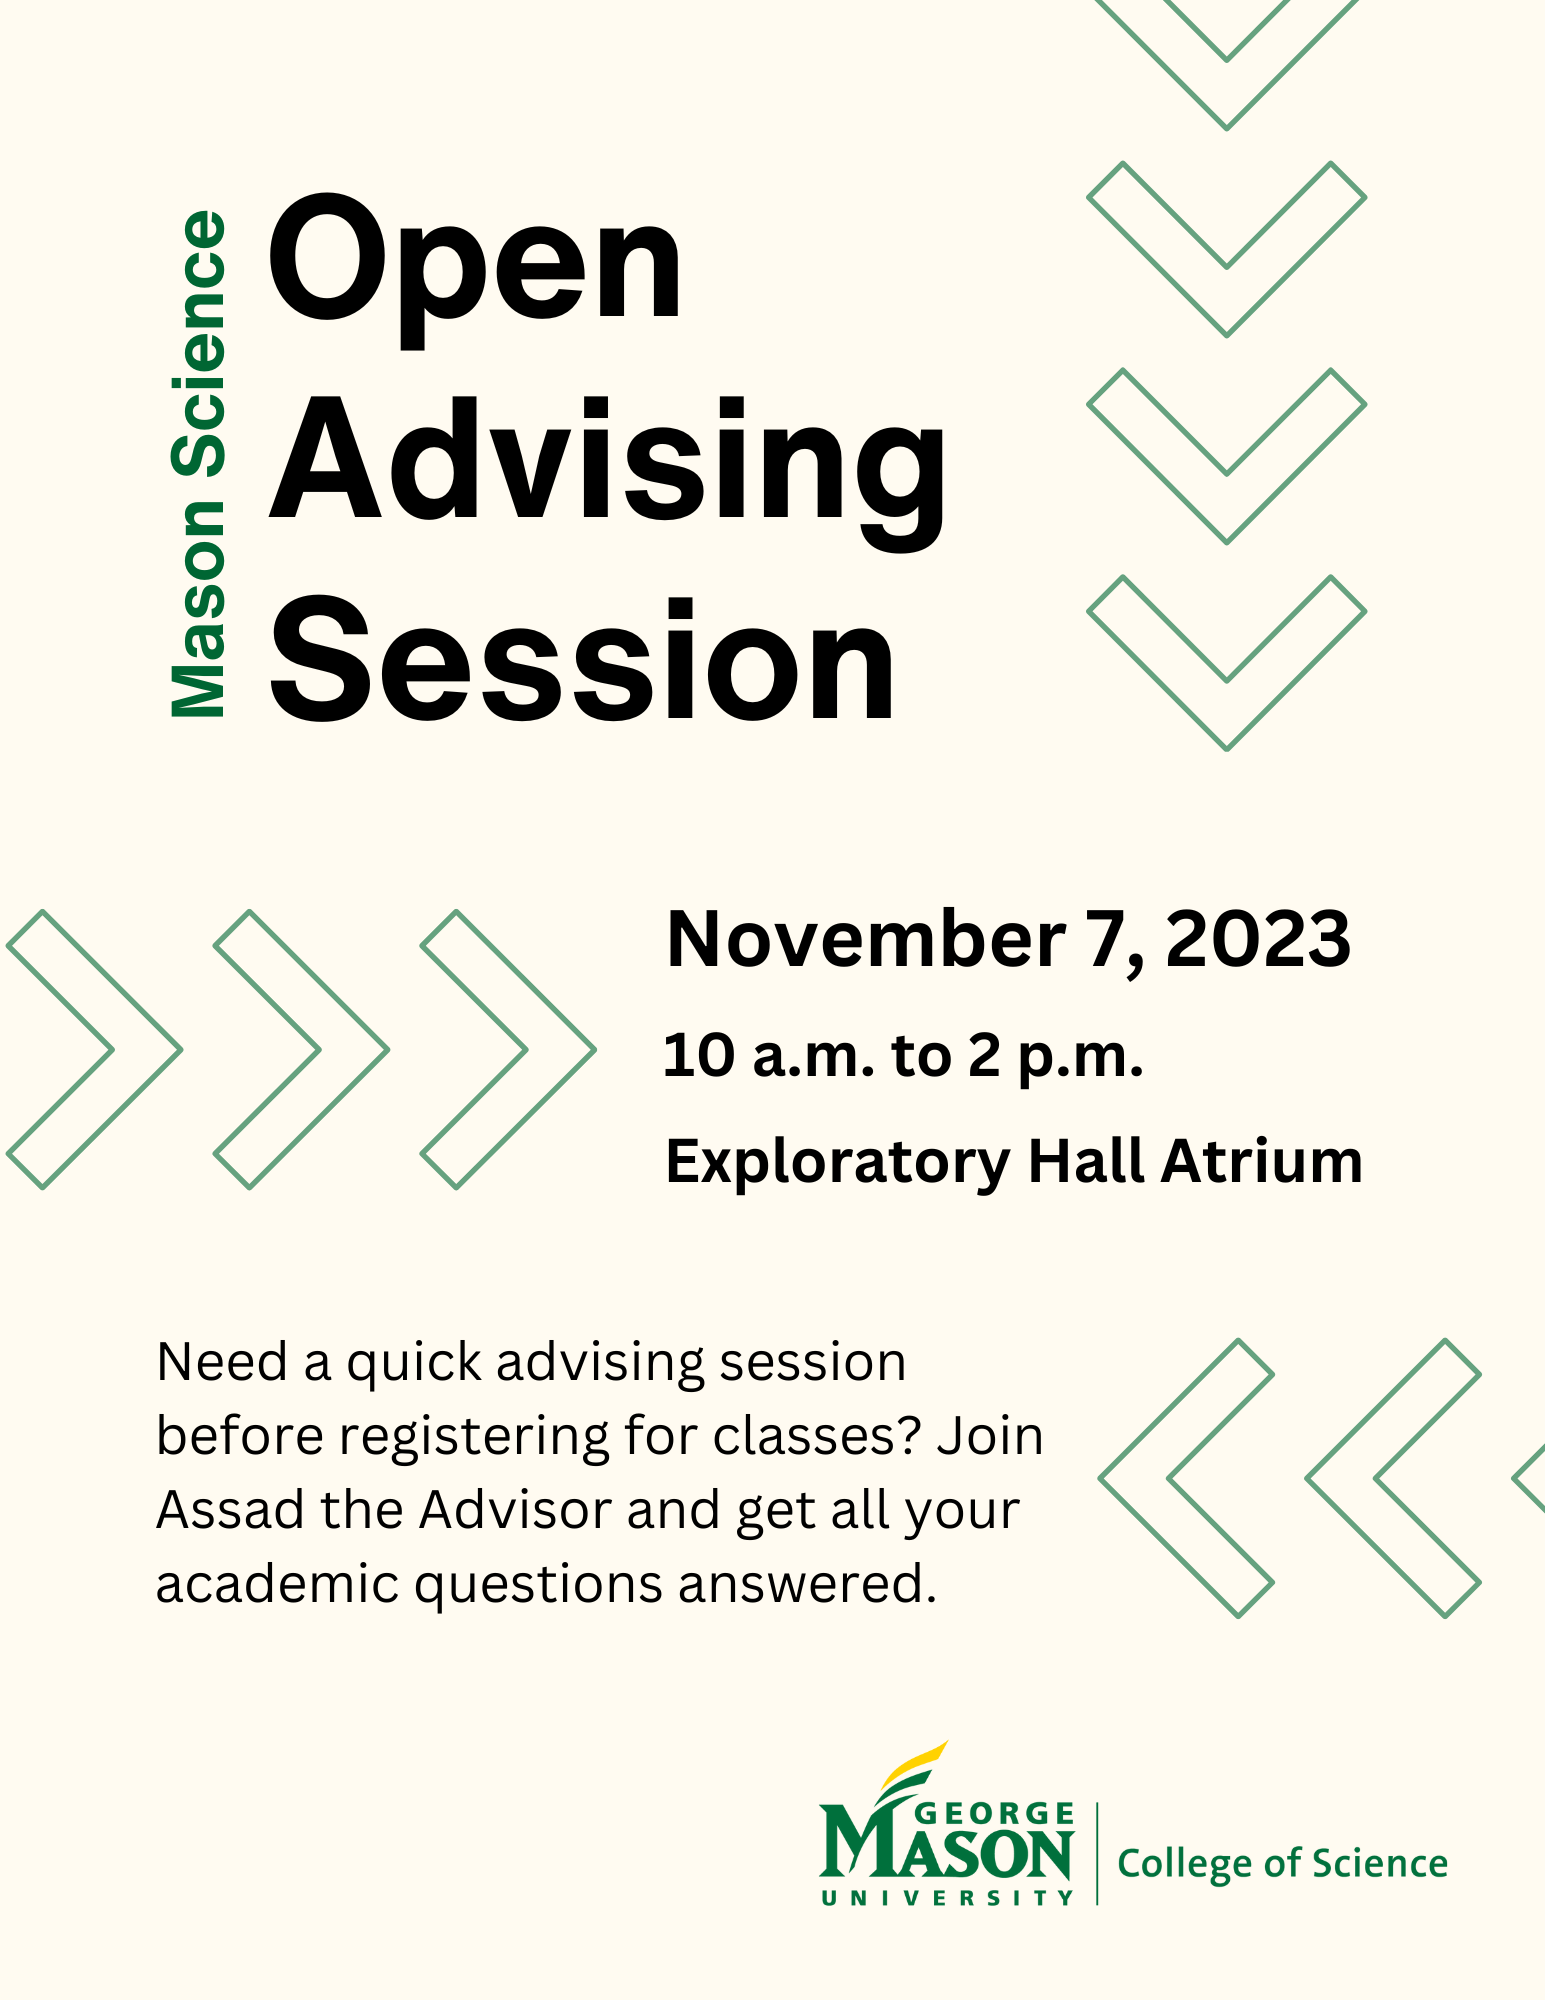 Mason Science
Open
Advising
Session
November 7, 2023
10 a.m. to 2 p.m.
Exploratory Hall Atrium
Need a quick advising session
before registering for classes? Join
Assad the Advisor and get all your
academic questions answered.
GEORGE
MASON
UNIVERSITY
College of Science